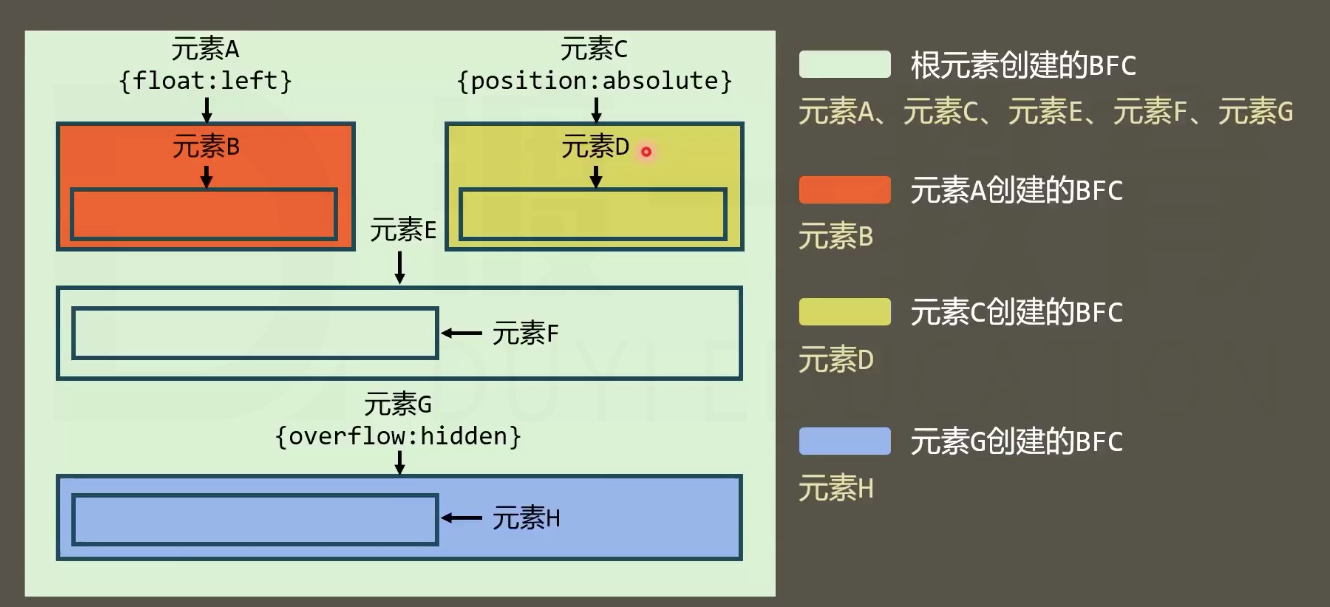 元素A
{float:left}
元素C
{position:absolute}
元素B
元素D
元素E
元素F
元素G
{overflow:hidden}
元素H
根元素创建的BFC
元素A、元素C、元素E、元素F、元素G
元素A创建的BFC
元素B
元素C创建的BFC
元素D
元素G创建的BFC
元素H
DUYI EDUCATION